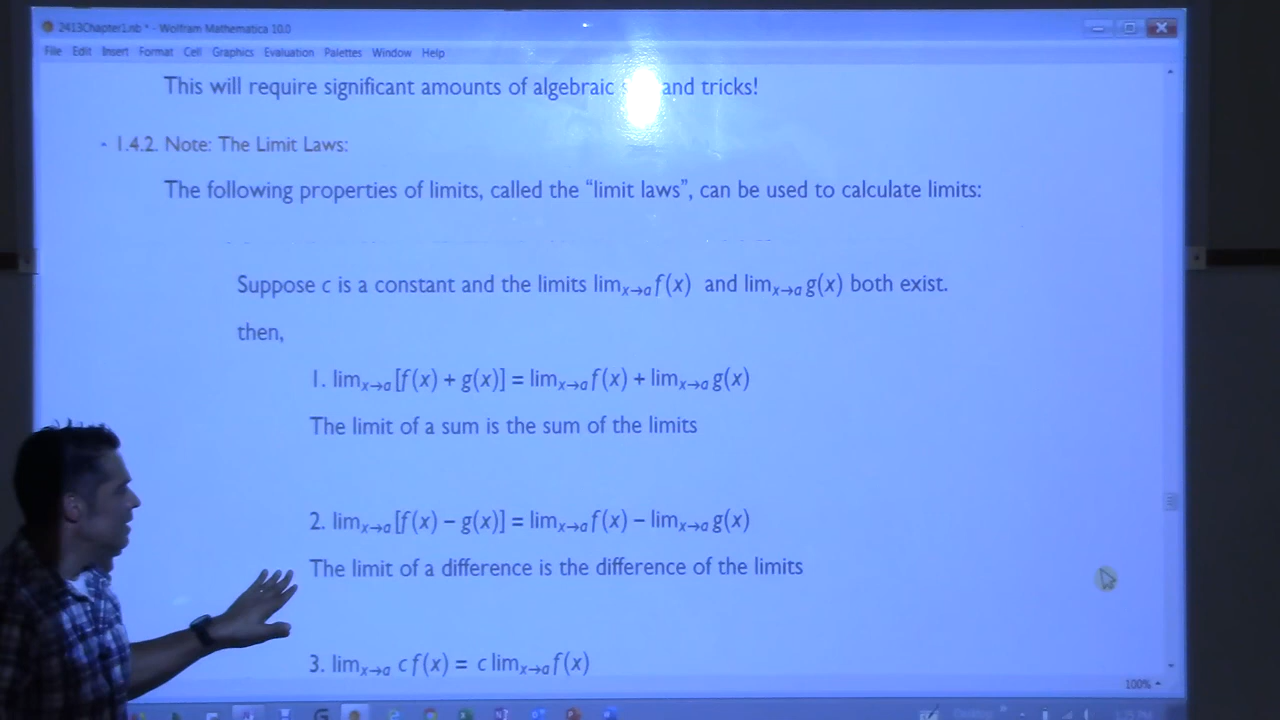 2413Chapter1.nb * - Wolfram Mathematica 10.0
File Edit Insert Format Cell Graphics Evaluation Palettes Window Help
This will require significant amounts of algebraic and tricks!
1.4.2. Note: The Limit Laws:
The following properties of limits, called the “limit laws”, can be used to calculate limits:
Suppose c is a constant and the limits lim_{x→a} f(x) and lim_{x→a} g(x) both exist.
then,
1. lim_{x→a} [f(x) + g(x)] = lim_{x→a} f(x) + lim_{x→a} g(x)
The limit of a sum is the sum of the limits
2. lim_{x→a} [f(x) − g(x)] = lim_{x→a} f(x) − lim_{x→a} g(x)
The limit of a difference is the difference of the limits
3. lim_{x→a} c f(x) = c lim_{x→a} f(x)
100%